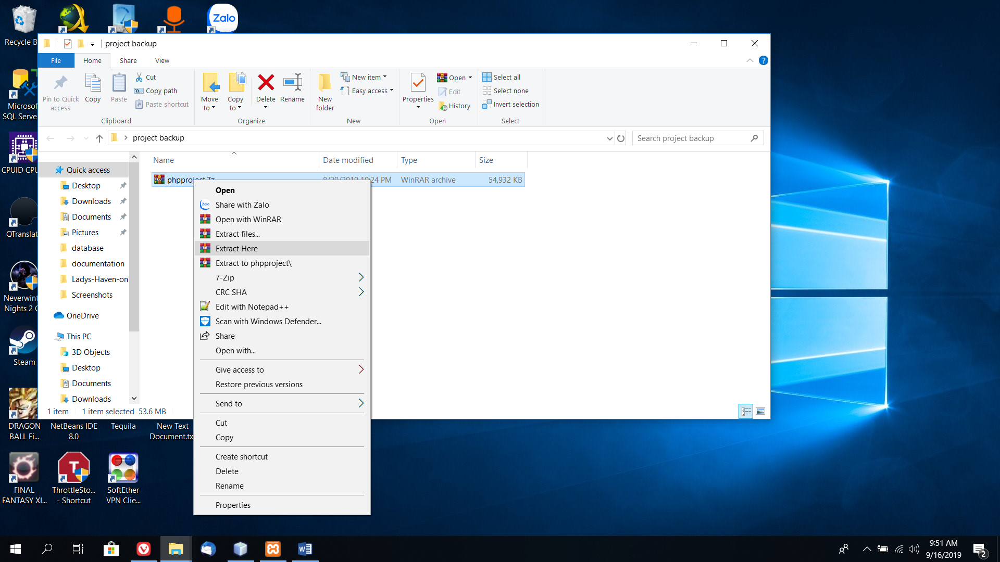 Recycle B
Zalo
project backup
File
Home
Share
View
?
Pin to Quick
access
Copy
Paste
Cut
Copy path
Paste shortcut
Clipboard
Move
to
Copy
to
Delete
Rename
Organize
New
folder
New item
Easy access
New
Properties
Open
Edit
History
Open
Select all
Select none
Invert selection
Select
project backup
Search project backup
Name
Date modified
Type
Size
Quick access
Desktop
Downloads
Documents
Pictures
database
documentation
Ladys-Haven-on
Screenshots
OneDrive
This PC
3D Objects
Desktop
Documents
Downloads
phpproject.7z
8/29/2019 10:24 PM
WinRAR archive
54,932 KB
Open
Zalo
Share with Zalo
Open with WinRAR
Extract files...
Extract Here
Extract to phpproject\
7-Zip
CRC SHA
Edit with Notepad++
Scan with Windows Defender...
Share
Open with...
Give access to
Restore previous versions
Send to
Cut
Copy
Create shortcut
Delete
Rename
Properties
1 item
1 item selected 53.6 MB
Microsof
SQL Serve
CPUID CPU
QTranslat
Neverwint
Nights 2 C
Steam
DRAGON
BALL Fi...
NetBeans IDE
8.0
Tequila
New Text
Document.tx
FINAL
FANTASY XI...
T
ThrottleSto...
- Shortcut
SoftEther
VPN Clie...
W
9:51 AM
9/16/2019
2